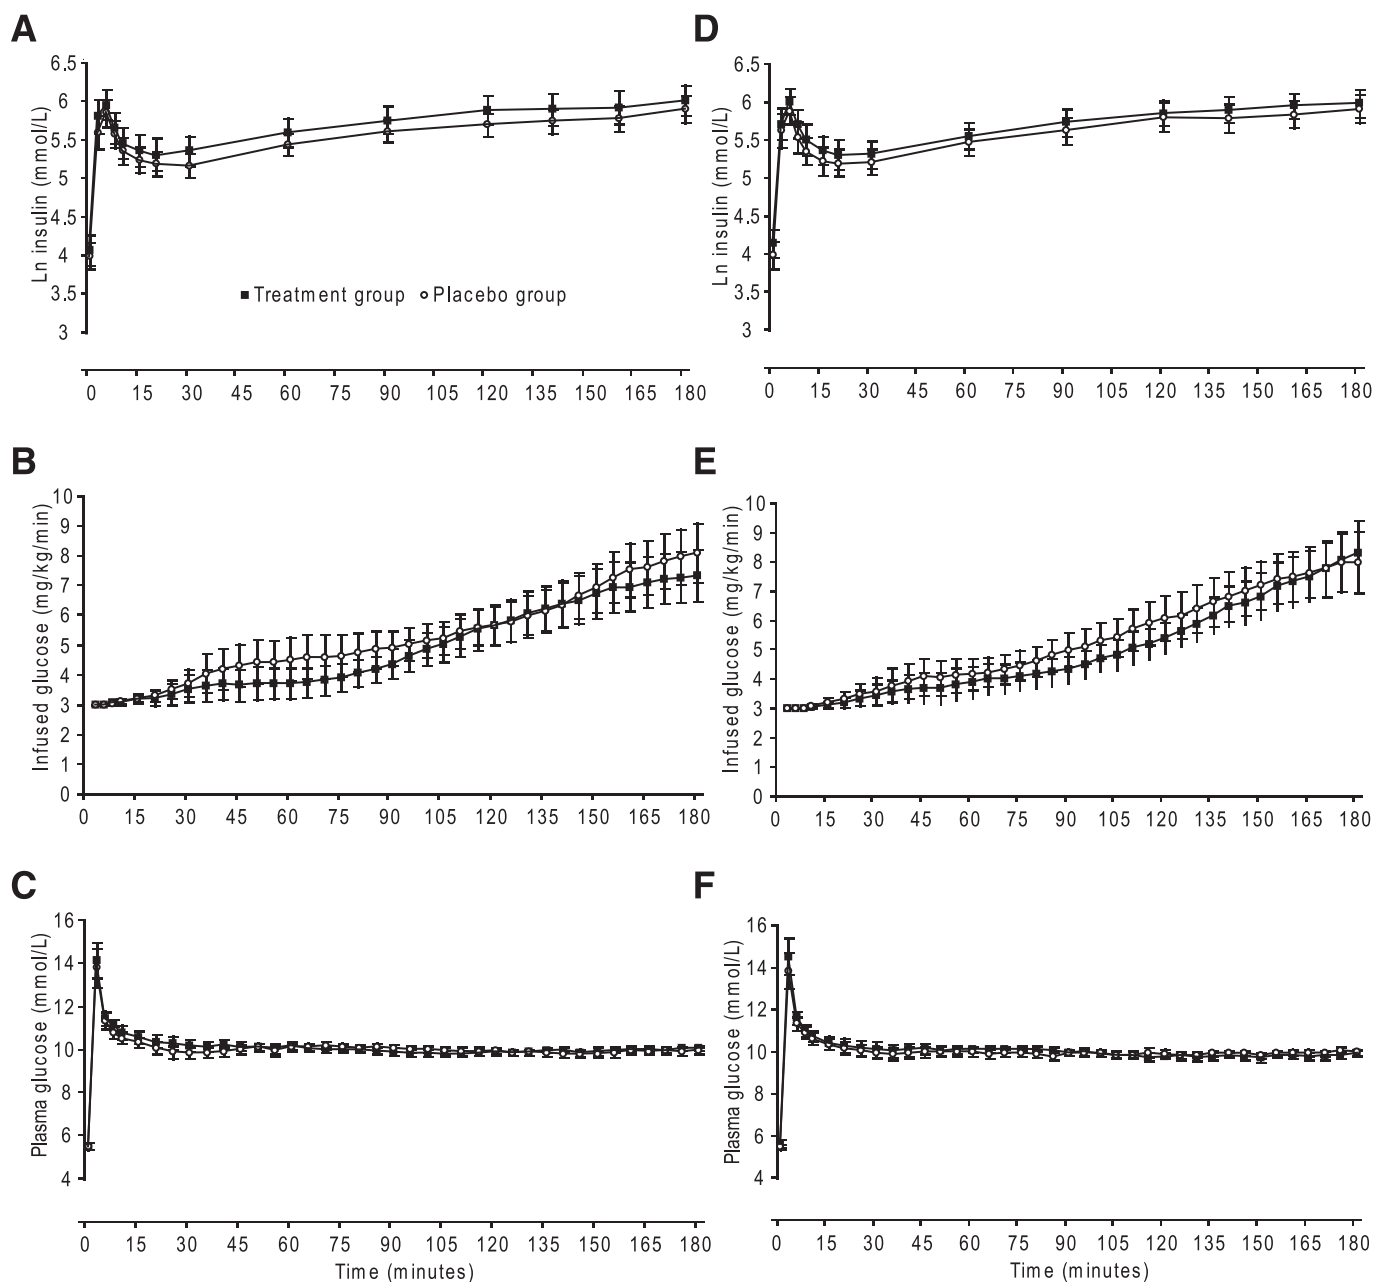 A
Ln insulin (mmol/L)
6.5
6
5.5
5
4.5
4
3.5
3
Treatment group Placebo group
0 15 30 45 60 75 90 105 120 135 150 165 180
D
Ln insulin (mmol/L)
6.5
6
5.5
5
4.5
4
3.5
3
0 15 30 45 60 75 90 105 120 135 150 165 180
B
Infused glucose (mg/kg/min)
10
9
8
7
6
5
4
3
2
1
0
0 15 30 45 60 75 90 105 120 135 150 165 180
E
Infused glucose (mg/kg/min)
10
9
8
7
6
5
4
3
2
1
0
0 15 30 45 60 75 90 105 120 135 150 165 180
C
Plasma glucose (mmol/L)
16
14
12
10
8
6
4
0 15 30 45 60 75 90 105 120 135 150 165 180
Time (minutes)
F
Plasma glucose (mmol/L)
16
14
12
10
8
6
4
0 15 30 45 60 75 90 105 120 135 150 165 180
Time (minutes)